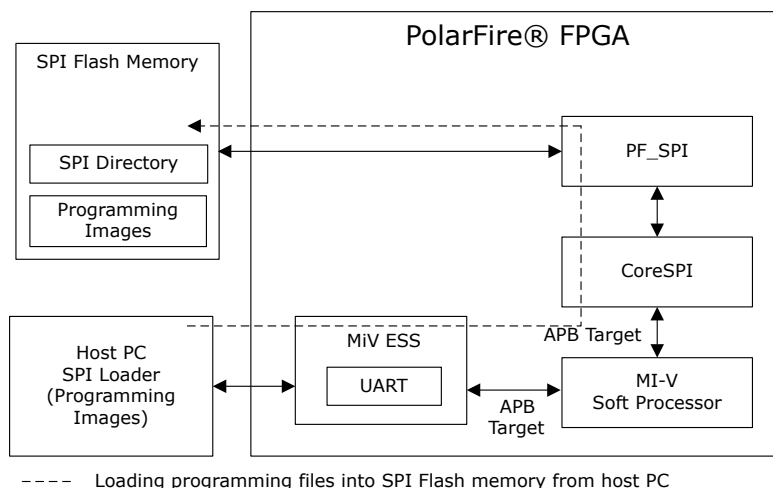 PolarFire® FPGA
SPI Flash Memory
SPI Directory
Programming
Images
PF_SPI
CoreSPI
APB Target
Host PC
SPI Loader
(Programming
Images)
MiV ESS
UART
APB
Target
MI-V
Soft Processor
Loading programming files into SPI Flash memory from host PC